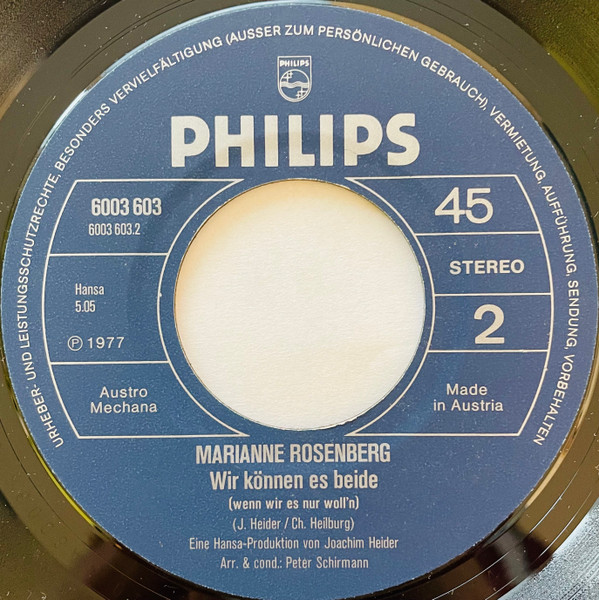 URHEBER- UND LEISTUNGSSCHUTZRECHTE, BESONDERS VERVIELFÄLTIGUNG (AUSSER ZUM PERSÖNLICHEN GEBRAUCH), VERMIETUNG, AUFFÜHRUNG, SENDUNG, VORBEHALTEN
PHILIPS
PHILIPS
6003 603
6003 603.2
45
STEREO
Hansa
5.05
Ⓟ 1977
2
Austro
Mechana
Made
in Austria
MARIANNE ROSENBERG
Wir können es beide
(wenn wir es nur woll'n)
(J. Heider / Ch. Heilburg)
Eine Hansa-Produktion von Joachim Heider
Arr. & cond.: Peter Schirmann